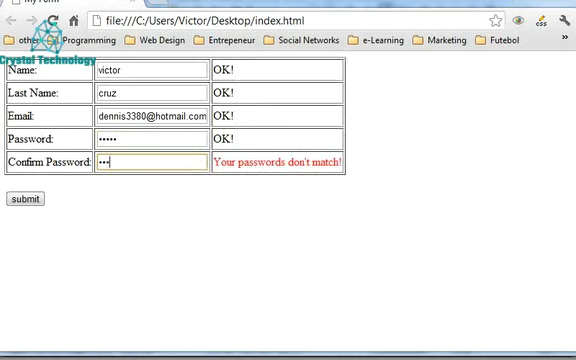 My Form
file:///C:/Users/Victor/Desktop/index.html
other Programming Web Design Entrepeneur Social Networks e-Learning Marketing Futebol
Crystal Technology
Name: victor OK!
Last Name: cruz OK!
Email: dennis3380@hotmail.com OK!
Password: ••••• OK!
Confirm Password: ••• Your passwords don't match!
submit